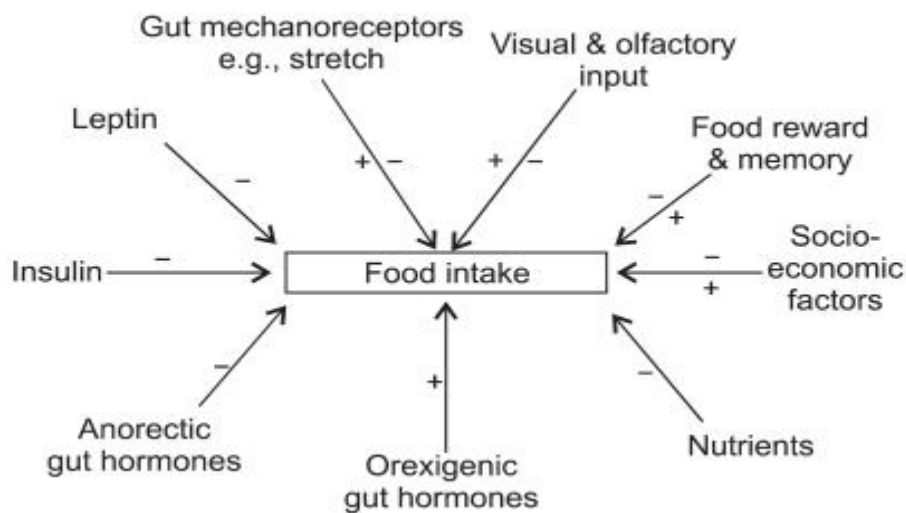 Gut mechanoreceptors
e.g., stretch
Visual & olfactory
input
Leptin
Food reward
& memory
+ –
+ –
–
–
+
Insulin
–
Food intake
–
+
Socio-
economic
factors
–
+
–
Anorectic
gut hormones
Orexigenic
gut hormones
Nutrients